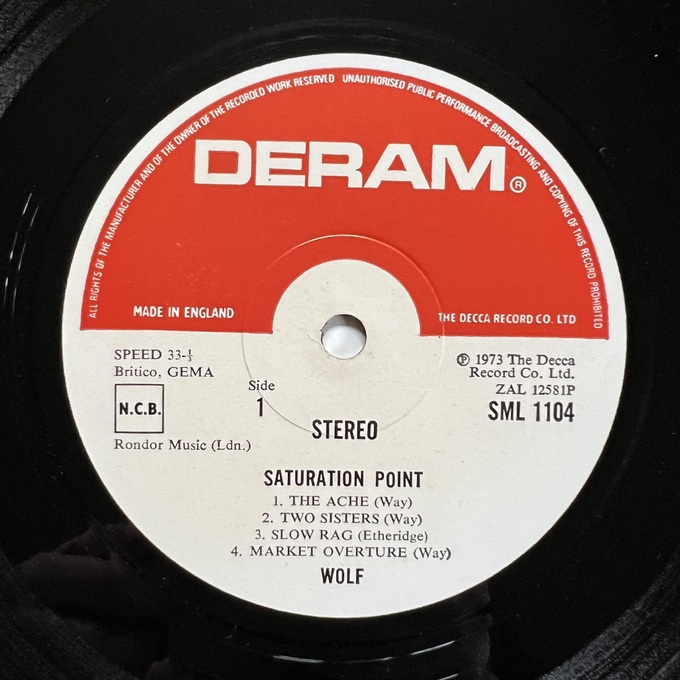 ALL RIGHTS OF THE MANUFACTURER AND OF THE OWNER OF THE RECORDED WORK RESERVED UNAUTHORISED PUBLIC PERFORMANCE BROADCASTING AND COPYING OF THIS RECORD PROHIBITED
DERAM®
MADE IN ENGLAND
THE DECCA RECORD CO. LTD
SPEED 33-⅓
Britico, GEMA
N.C.B.
Rondor Music (Ldn.)
Side
1
STEREO
℗ 1973 The Decca
Record Co. Ltd.
ZAL 12581P
SML 1104
SATURATION POINT
1. THE ACHE (Way)
2. TWO SISTERS (Way)
3. SLOW RAG (Etheridge)
4. MARKET OVERTURE (Way)
WOLF